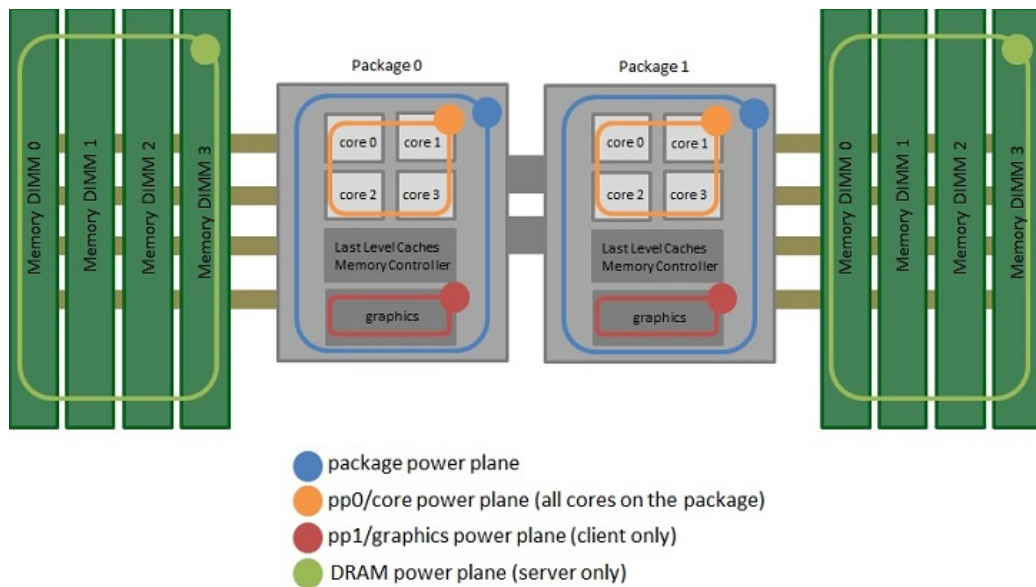 Package 0
Package 1
Memory DIMM 0
Memory DIMM 1
Memory DIMM 2
Memory DIMM 3
core 0
core 1
core 2
core 3
Last Level Caches
Memory Controller
graphics
core 0
core 1
core 2
core 3
Last Level Caches
Memory Controller
graphics
Memory DIMM 0
Memory DIMM 1
Memory DIMM 2
Memory DIMM 3
package power plane
pp0/core power plane (all cores on the package)
pp1/graphics power plane (client only)
DRAM power plane (server only)